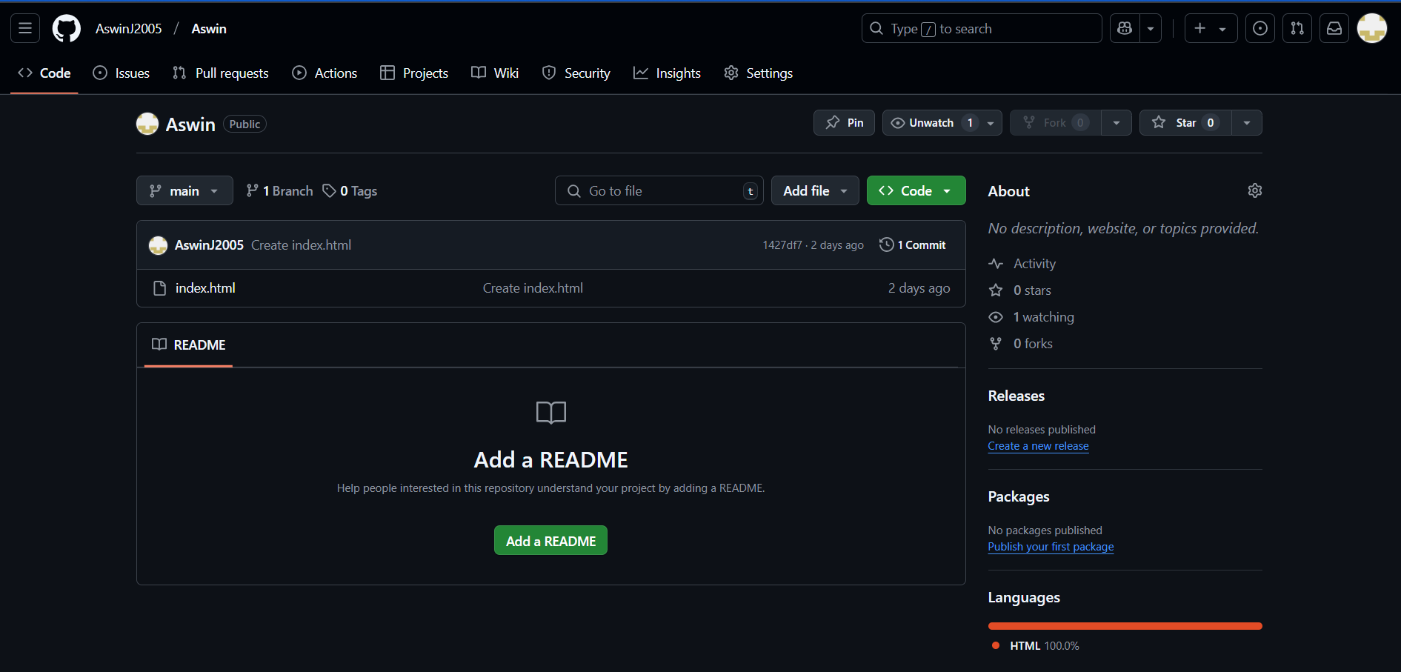 AswinJ2005 / Aswin
Type / to search
Code Issues Pull requests Actions Projects Wiki Security Insights Settings
Aswin Public
Pin Unwatch 1 Fork 0 Star 0
main 1 Branch 0 Tags
Go to file t Add file Code
AswinJ2005 Create index.html 1427df7 · 2 days ago 1 Commit
index.html Create index.html 2 days ago
README
Add a README
Help people interested in this repository understand your project by adding a README.
Add a README
About
No description, website, or topics provided.
Activity
0 stars
1 watching
0 forks
Releases
No releases published
Create a new release
Packages
No packages published
Publish your first package
Languages
HTML 100.0%